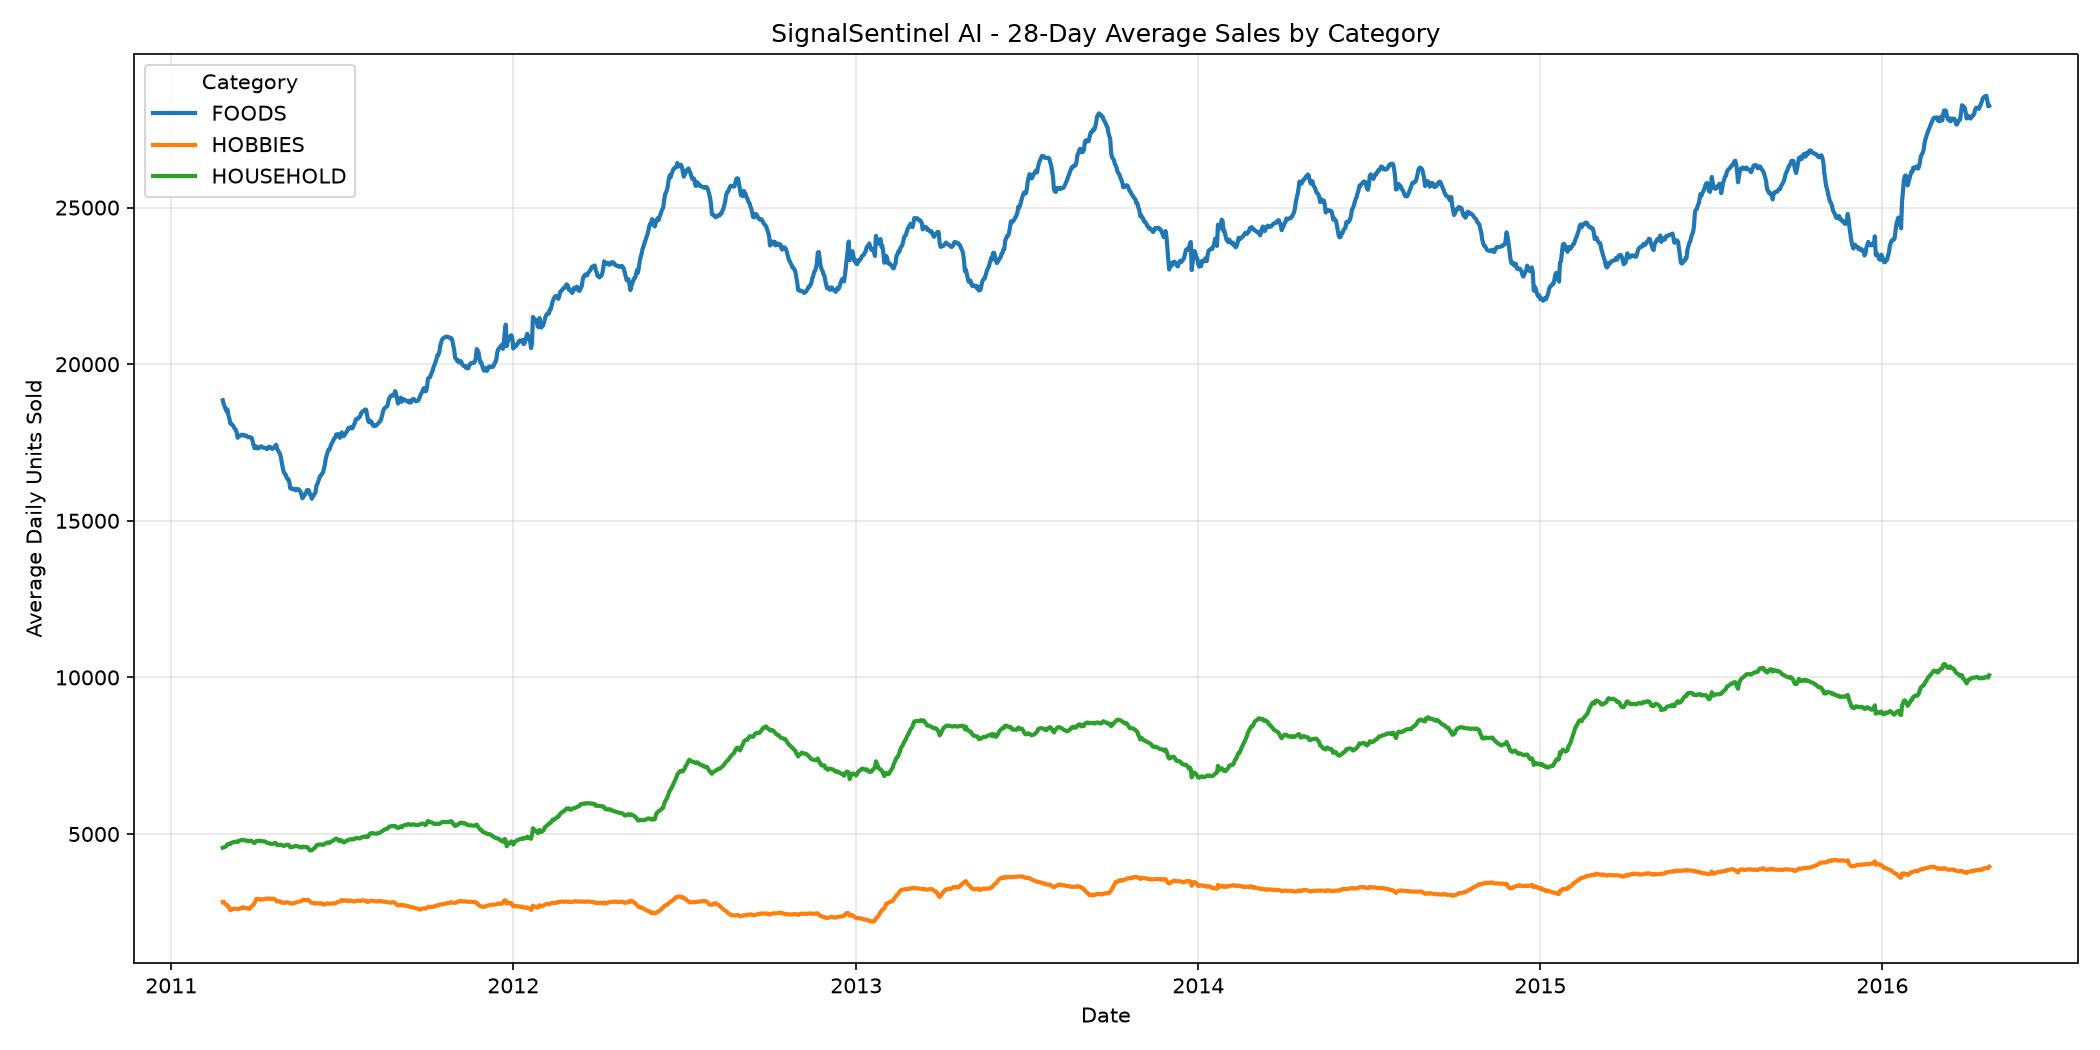 SignalSentinel AI - 28-Day Average Sales by Category
Category
FOODS
HOBBIES
HOUSEHOLD
Average Daily Units Sold
25000
20000
15000
10000
5000
2011
2012
2013
2014
2015
2016
Date